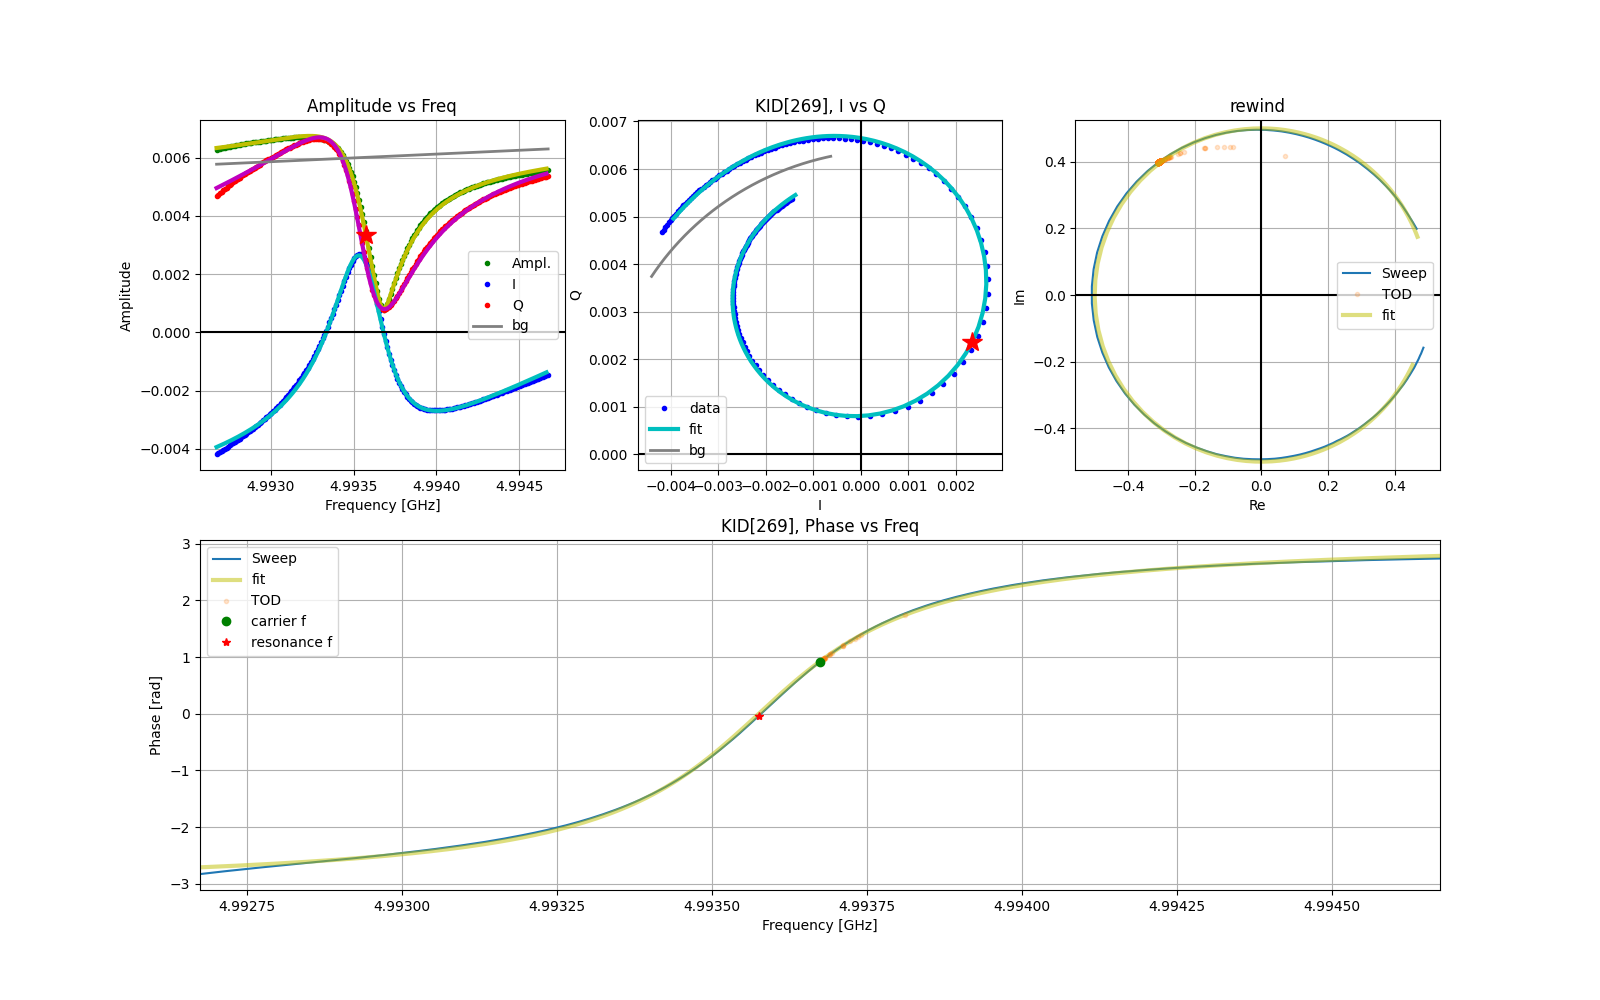 Amplitude vs Freq
Amplitude
0.006
0.004
0.002
0.000
−0.002
−0.004
4.9930
4.9935
4.9940
4.9945
Frequency [GHz]
Ampl.
I
Q
bg
KID[269], I vs Q
Q
0.007
0.006
0.005
0.004
0.003
0.002
0.001
0.000
−0.004
−0.003
−0.002
−0.001
0.000
0.001
0.002
I
data
fit
bg
rewind
Im
0.4
0.2
0.0
−0.2
−0.4
−0.4
−0.2
0.0
0.2
0.4
Re
Sweep
TOD
fit
KID[269], Phase vs Freq
Phase [rad]
3
2
1
0
−1
−2
−3
4.99275
4.99300
4.99325
4.99350
4.99375
4.99400
4.99425
4.99450
Frequency [GHz]
Sweep
fit
TOD
carrier f
resonance f